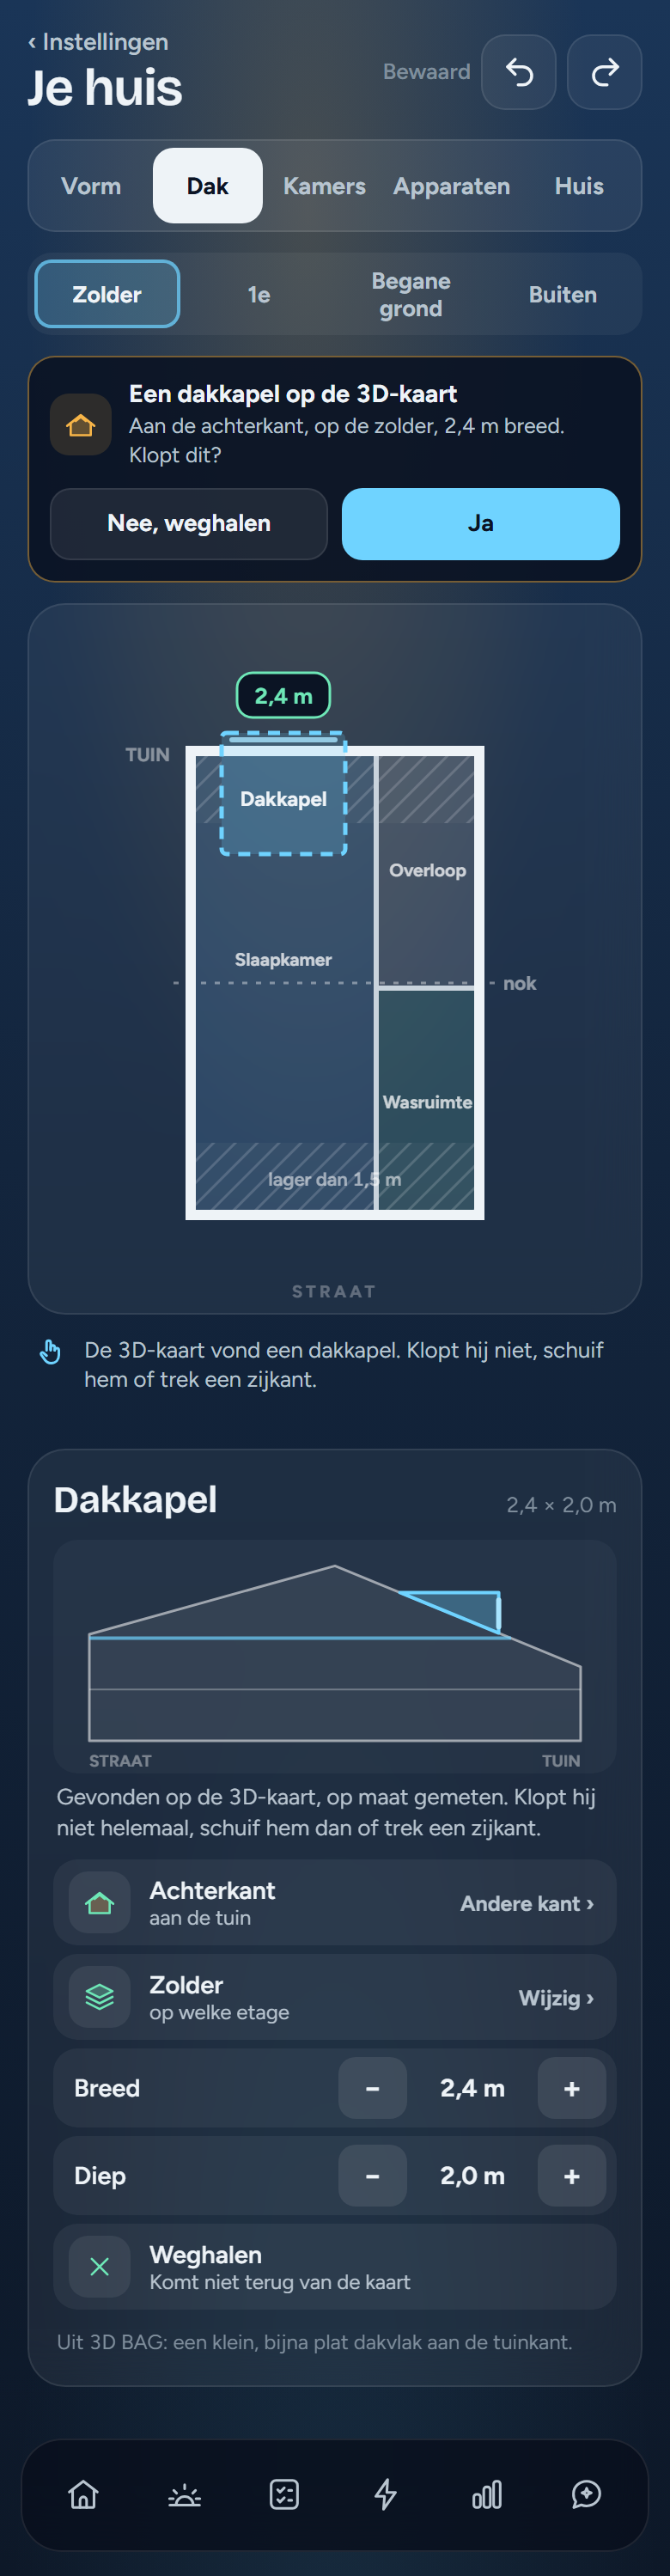 ‹ Instellingen
Je huis
Bewaard
Vorm
Dak
Kamers
Apparaten
Huis
Zolder
1e
Begane
grond
Buiten
Een dakkapel op de 3D-kaart
Aan de achterkant, op de zolder, 2,4 m breed.
Klopt dit?
Nee, weghalen
Ja
2,4 m
TUIN
Dakkapel
Overloop
Slaapkamer
nok
Wasruimte
lager dan 1,5 m
STRAAT
De 3D-kaart vond een dakkapel. Klopt hij niet, schuif
hem of trek een zijkant.
Dakkapel
2,4 × 2,0 m
STRAAT
TUIN
Gevonden op de 3D-kaart, op maat gemeten. Klopt hij
niet helemaal, schuif hem dan of trek een zijkant.
Achterkant
aan de tuin
Andere kant ›
Zolder
op welke etage
Wijzig ›
Breed
−
2,4 m
+
Diep
−
2,0 m
+
Weghalen
Komt niet terug van de kaart
Uit 3D BAG: een klein, bijna plat dakvlak aan de tuinkant.